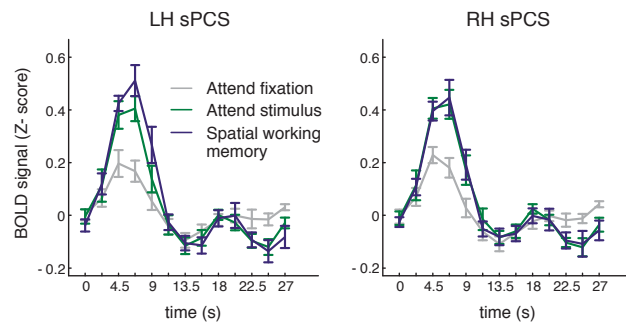 LH sPCS
RH sPCS
BOLD signal (Z- score)
0.6
0.4
0.2
0
- 0.2
Attend fixation
Attend stimulus
Spatial working
memory
0 4.5 9 13.5 18 22.5 27
time (s)
0.6
0.4
0.2
0
- 0.2
0 4.5 9 13.5 18 22.5 27
time (s)